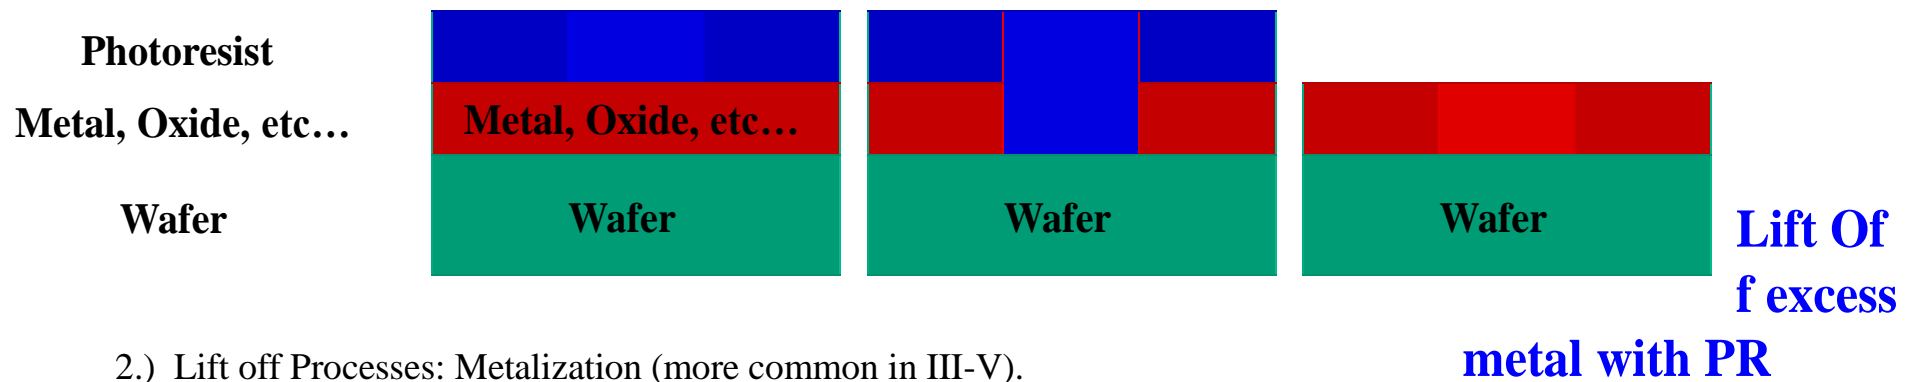 Photoresist
Metal, Oxide, etc…
Metal, Oxide, etc…
Wafer
Wafer
Wafer
Wafer
Lift Of
f excess
metal with PR
2.) Lift off Processes: Metalization (more common in III-V).